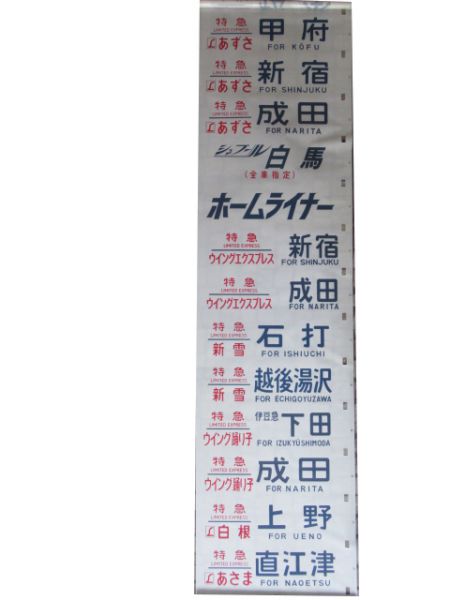 特急
LIMITED EXPRESS
Lあずさ
甲府
FOR KŌFU
特急
LIMITED EXPRESS
Lあずさ
新宿
FOR SHINJUKU
特急
LIMITED EXPRESS
Lあずさ
成田
FOR NARITA
シュプール白馬
(全車指定)
ホームライナー
特急
LIMITED EXPRESS
ウイングエクスプレス
新宿
FOR SHINJUKU
特急
LIMITED EXPRESS
ウイングエクスプレス
成田
FOR NARITA
特急
LIMITED EXPRESS
新雪
石打
FOR ISHIUCHI
特急
LIMITED EXPRESS
新雪
越後湯沢
FOR ECHIGOYUZAWA
特急
LIMITED EXPRESS
ウイング踊り子
伊豆急下田
FOR IZUKYŪSHIMODA
特急
LIMITED EXPRESS
ウイング踊り子
成田
FOR NARITA
特急
LIMITED EXPRESS
L白根
上野
FOR UENO
特急
LIMITED EXPRESS
Lあさま
直江津
FOR NAOETSU